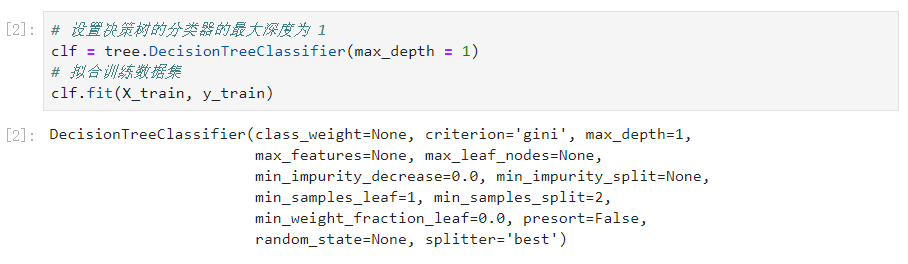 [2]: # 设置决策树的分类器的最大深度为 1
clf = tree.DecisionTreeClassifier(max_depth = 1)
# 拟合训练数据集
clf.fit(X_train, y_train)
[2]: DecisionTreeClassifier(class_weight=None, criterion='gini', max_depth=1,
max_features=None, max_leaf_nodes=None,
min_impurity_decrease=0.0, min_impurity_split=None,
min_samples_leaf=1, min_samples_split=2,
min_weight_fraction_leaf=0.0, presort=False,
random_state=None, splitter='best')